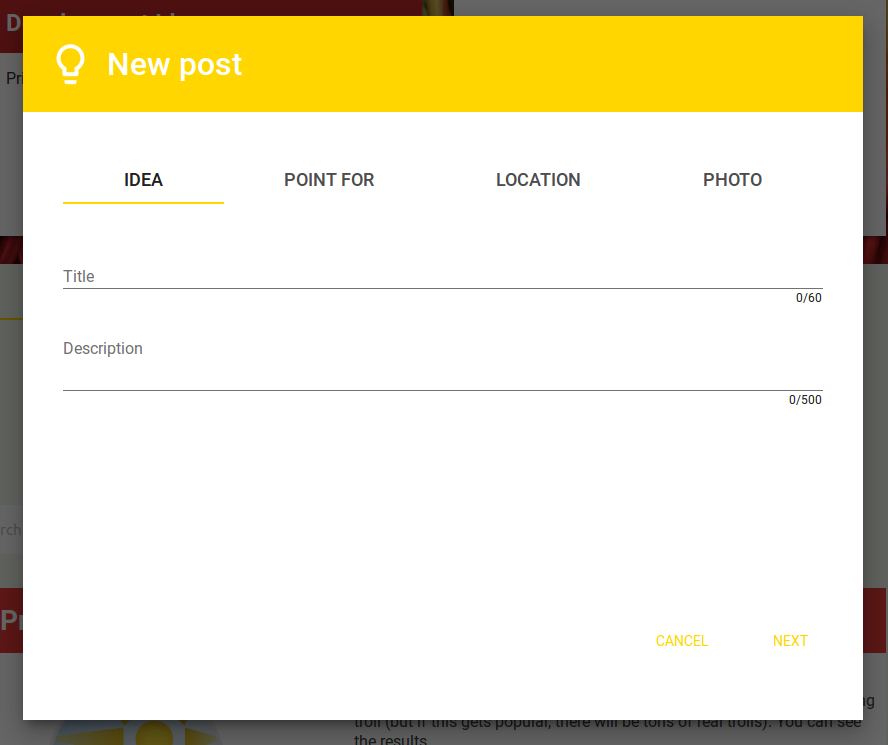 New post
IDEA POINT FOR LOCATION PHOTO
Title
0/60
Description
0/500
rch
CANCEL NEXT
troll (but if this gets popular, there will be tons of real trolls). You can see
the results